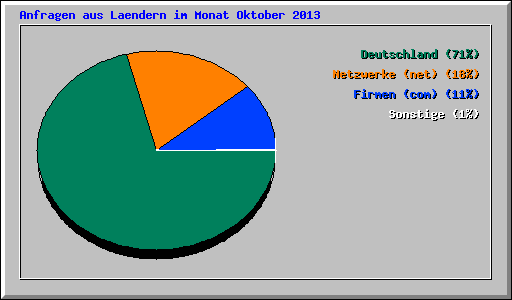 Anfragen aus Laendern im Monat Oktober 2013
Deutschland (71%)
Netzwerke (net) (18%)
Firmen (com) (11%)
Sonstige (1%)